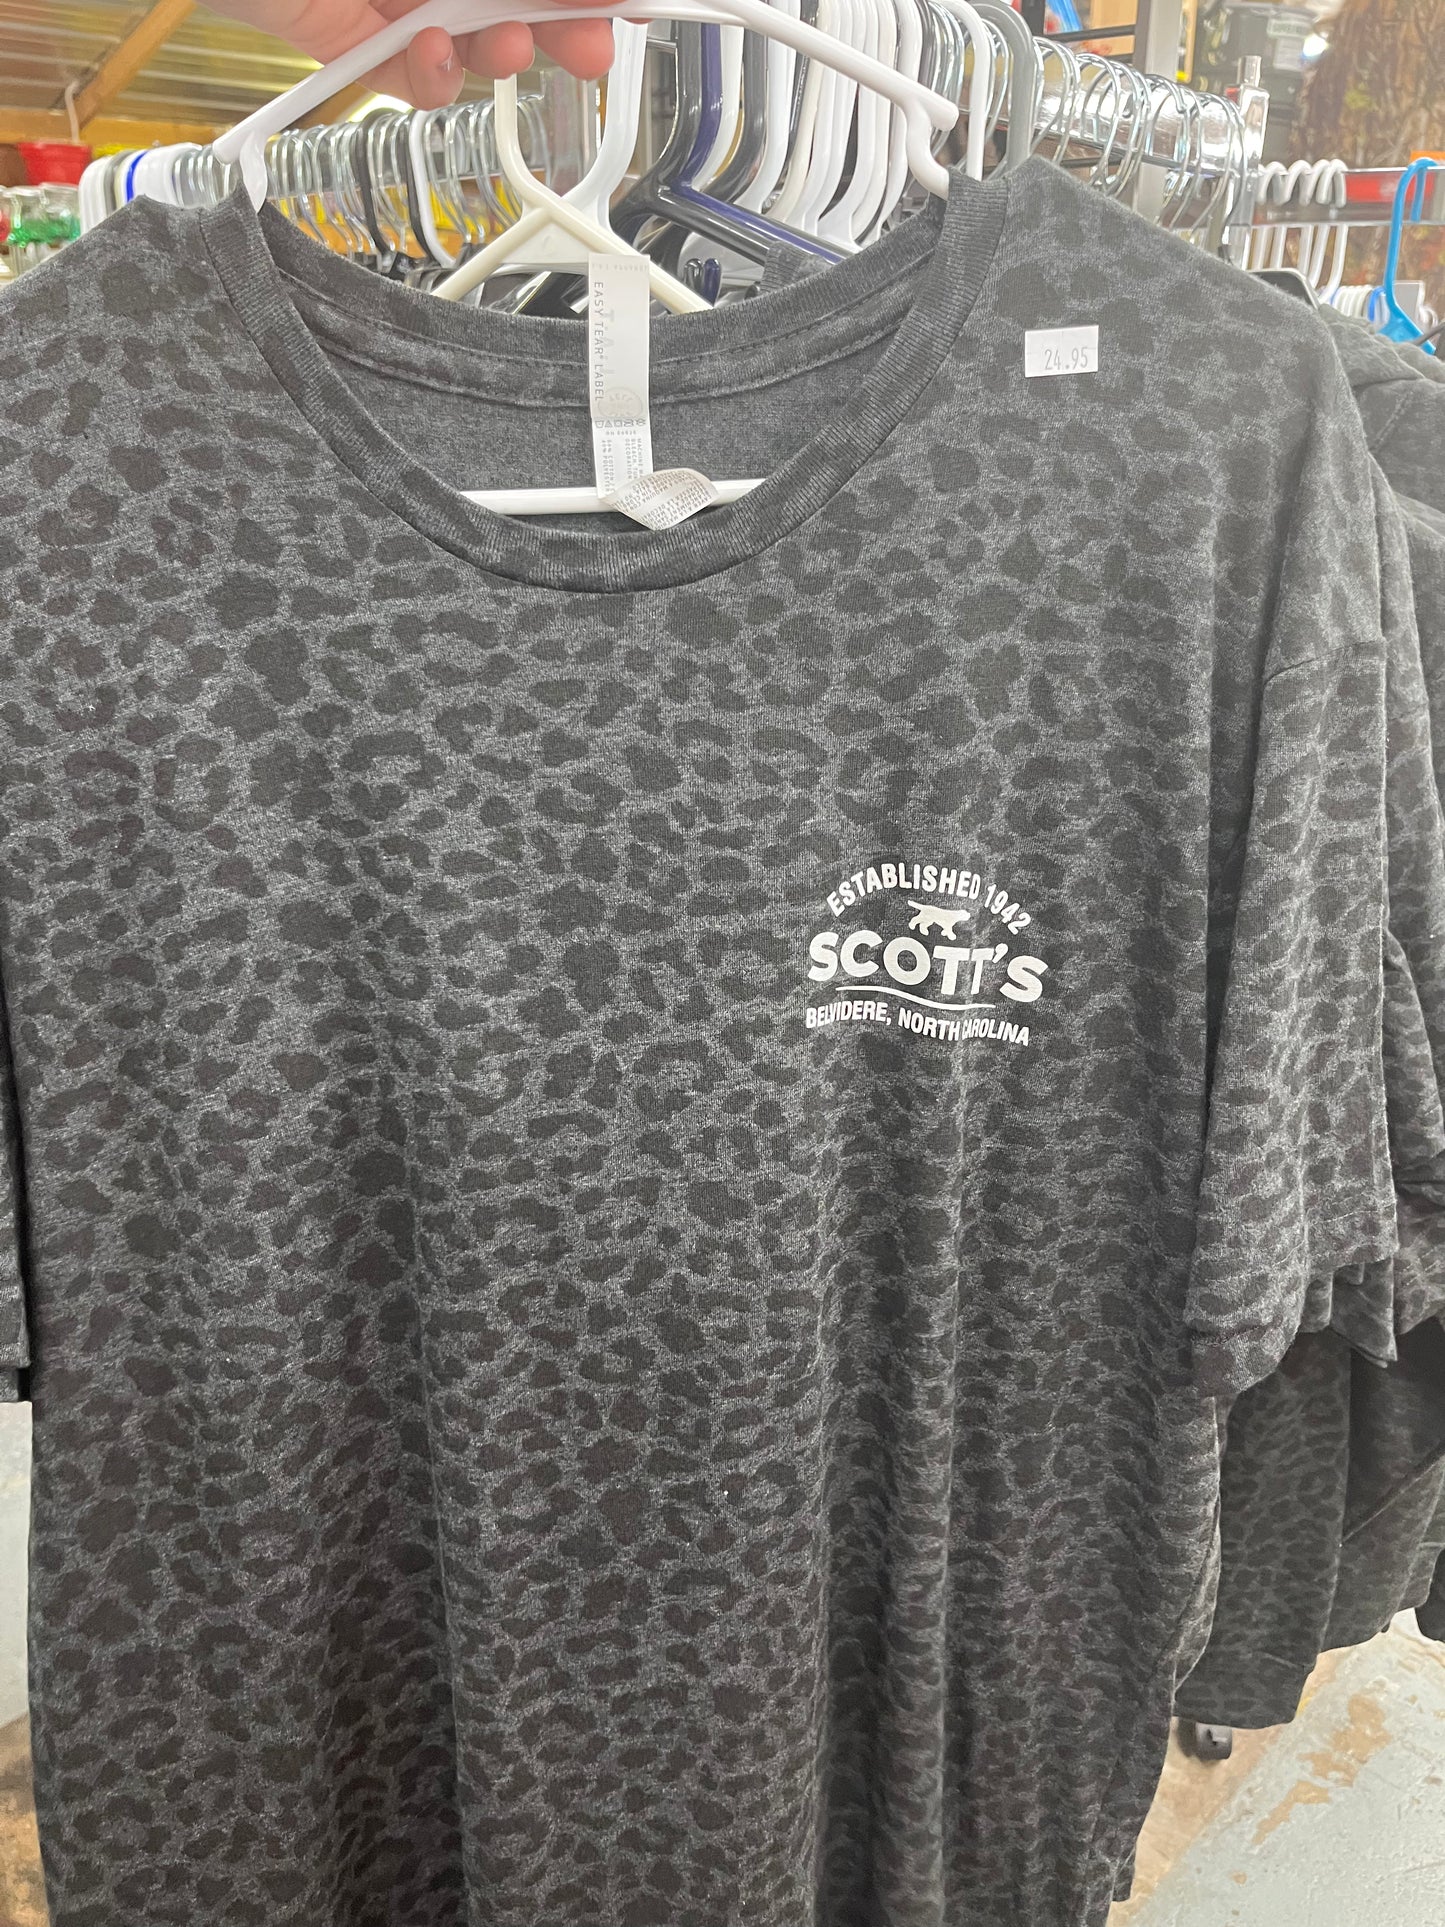 EASY TEAR® LABEL
24.95
ESTABLISHED 1942
SCOTT'S
BELVIDERE, NORTH CAROLINA